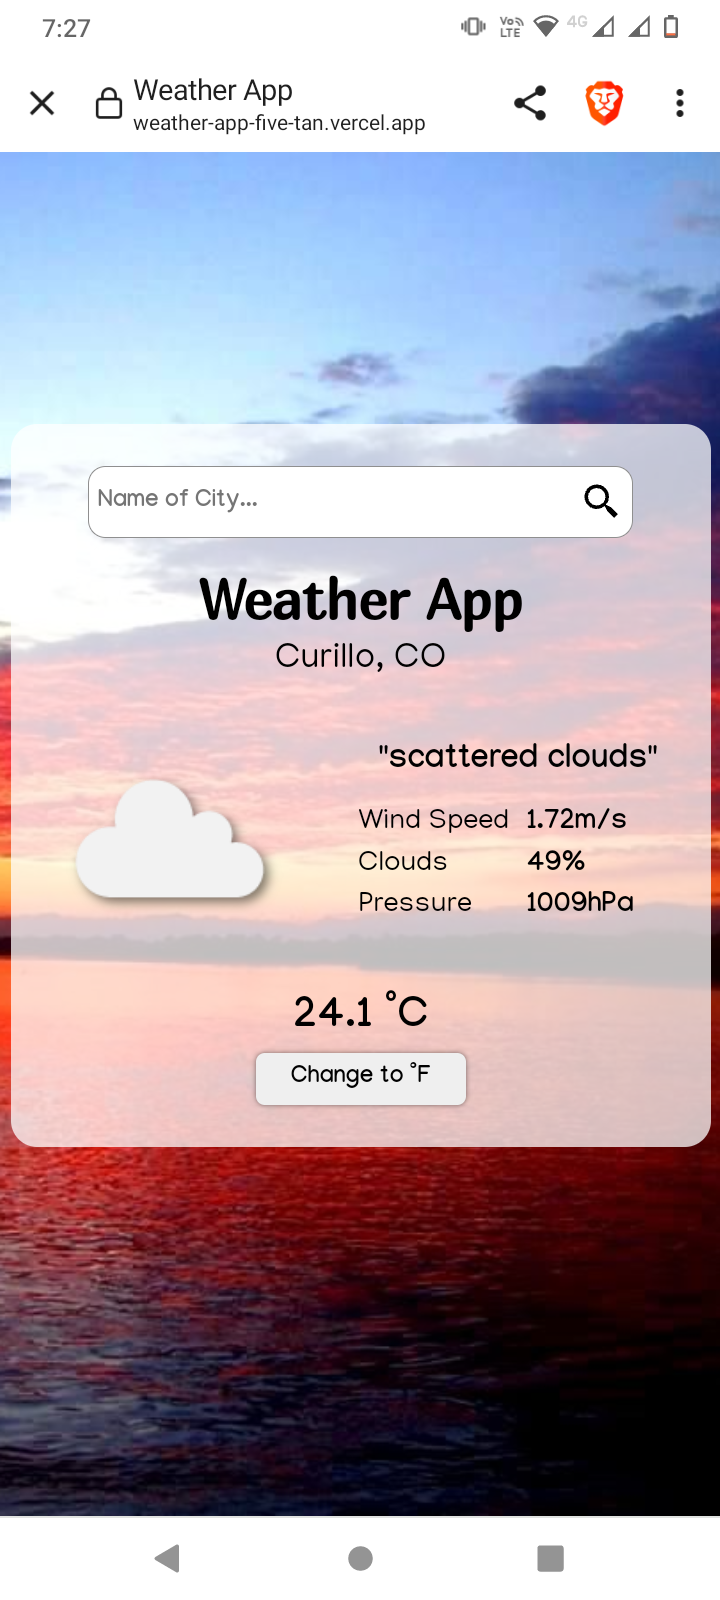 7:27
Vo LTE 4G
Weather App
weather-app-five-tan.vercel.app
Name of City...
Weather App
Curillo, CO
"scattered clouds"
Wind Speed 1.72m/s
Clouds 49%
Pressure 1009hPa
24.1 °C
Change to °F